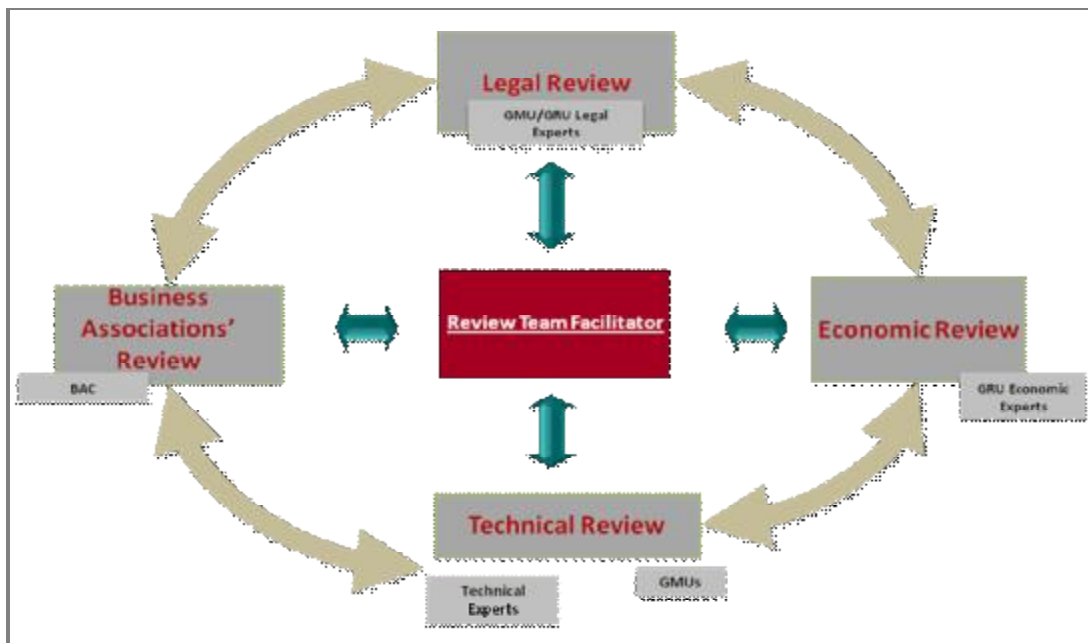 Legal Review
GMU/GRU Legal
Experts
Business
Associations’
Review
BAC
Review Team Facilitator
Economic Review
GRU Economic
Experts
Technical Review
Technical
Experts
GMUs